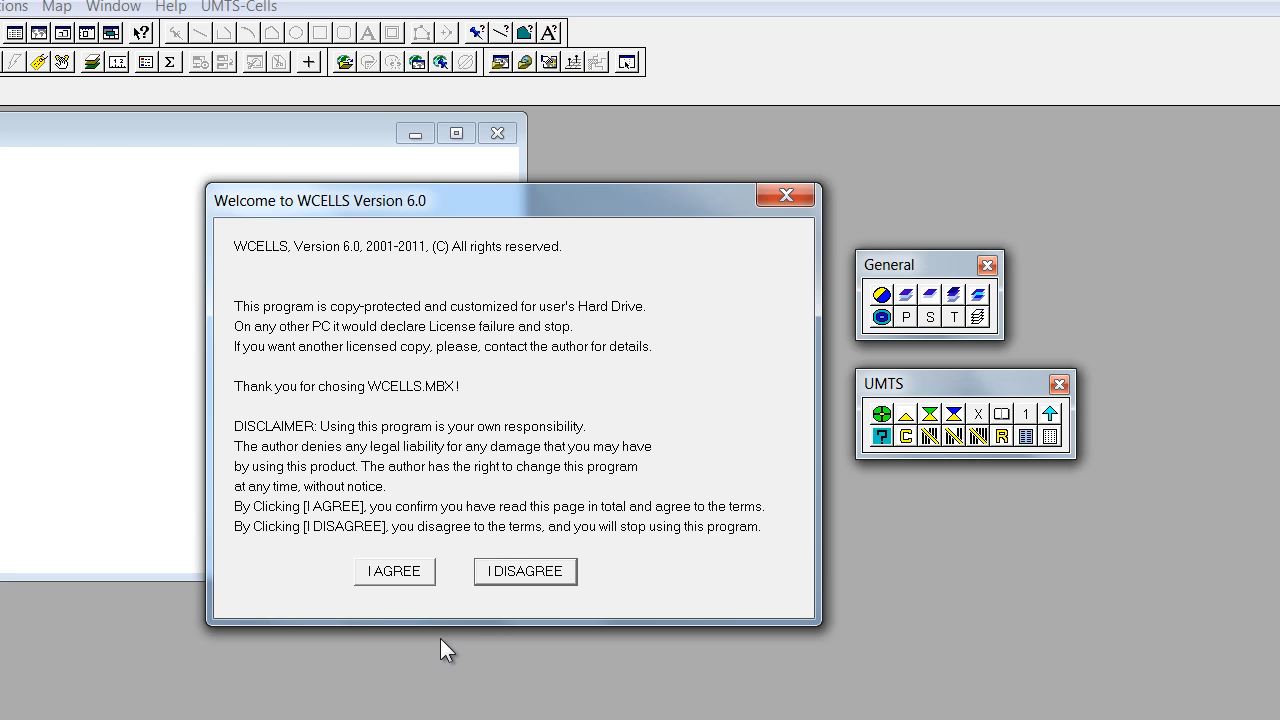 ions Map Window Help UMTS-Cells
Welcome to WCELLS Version 6.0
WCELLS, Version 6.0, 2001-2011, (C) All rights reserved.
This program is copy-protected and customized for user's Hard Drive.
On any other PC it would declare License failure and stop.
If you want another licensed copy, please, contact the author for details.
Thank you for chosing WCELLS.MBX !
DISCLAIMER: Using this program is your own responsibility.
The author denies any legal liability for any damage that you may have
by using this product. The author has the right to change this program
at any time, without notice.
By Clicking [I AGREE], you confirm you have read this page in total and agree to the terms.
By Clicking [I DISAGREE], you disagree to the terms, and you will stop using this program.
I AGREE I DISAGREE
General
P S T
UMTS
X 1
? C R